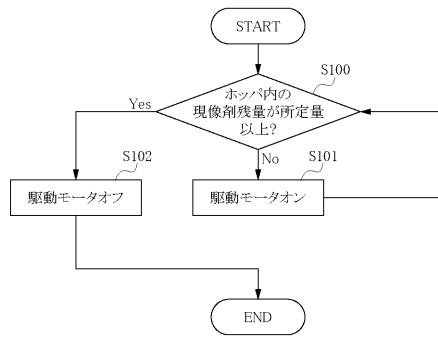 START
S100
ホッパ内の
現像剤残量が所定量
以上?
Yes
No
S102
S101
駆動モータオフ
駆動モータオン
END